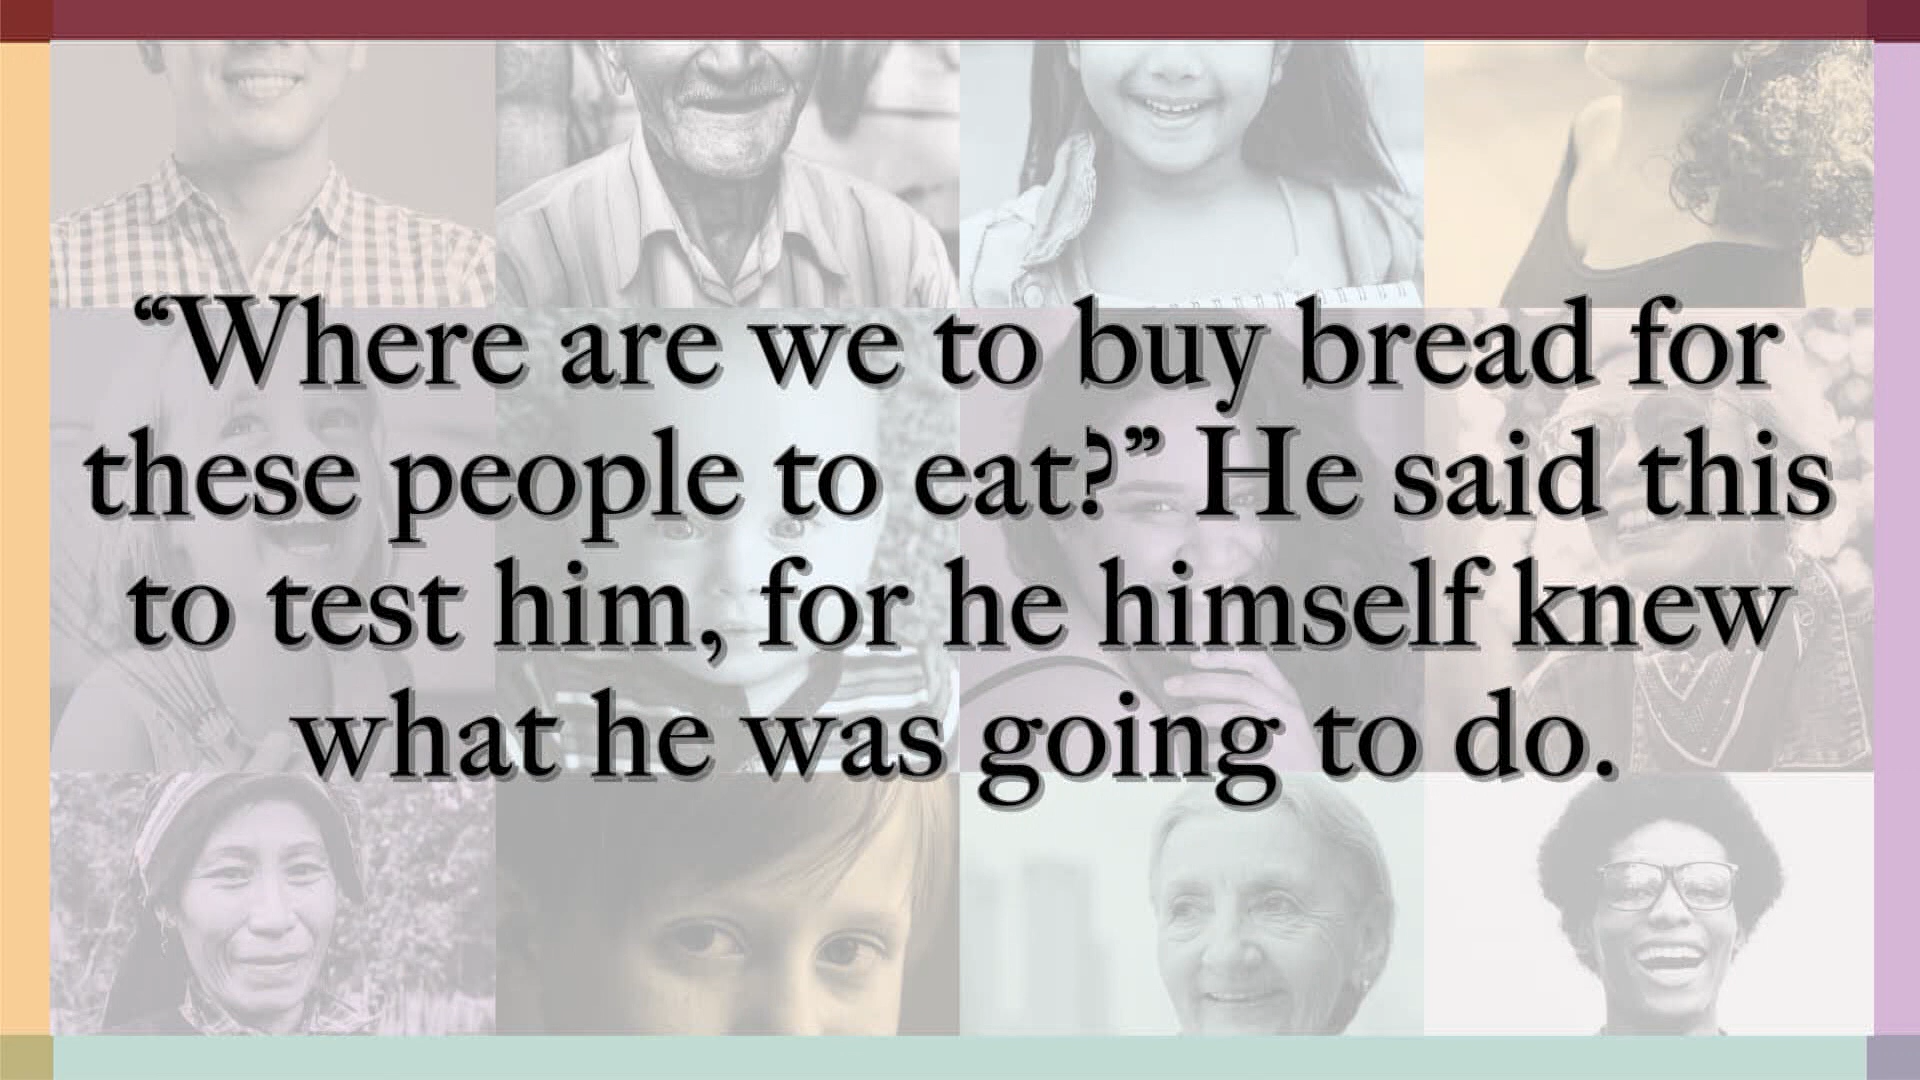 “Where are we to buy bread for
these people to eat?” He said this
to test him, for he himself knew
what he was going to do.